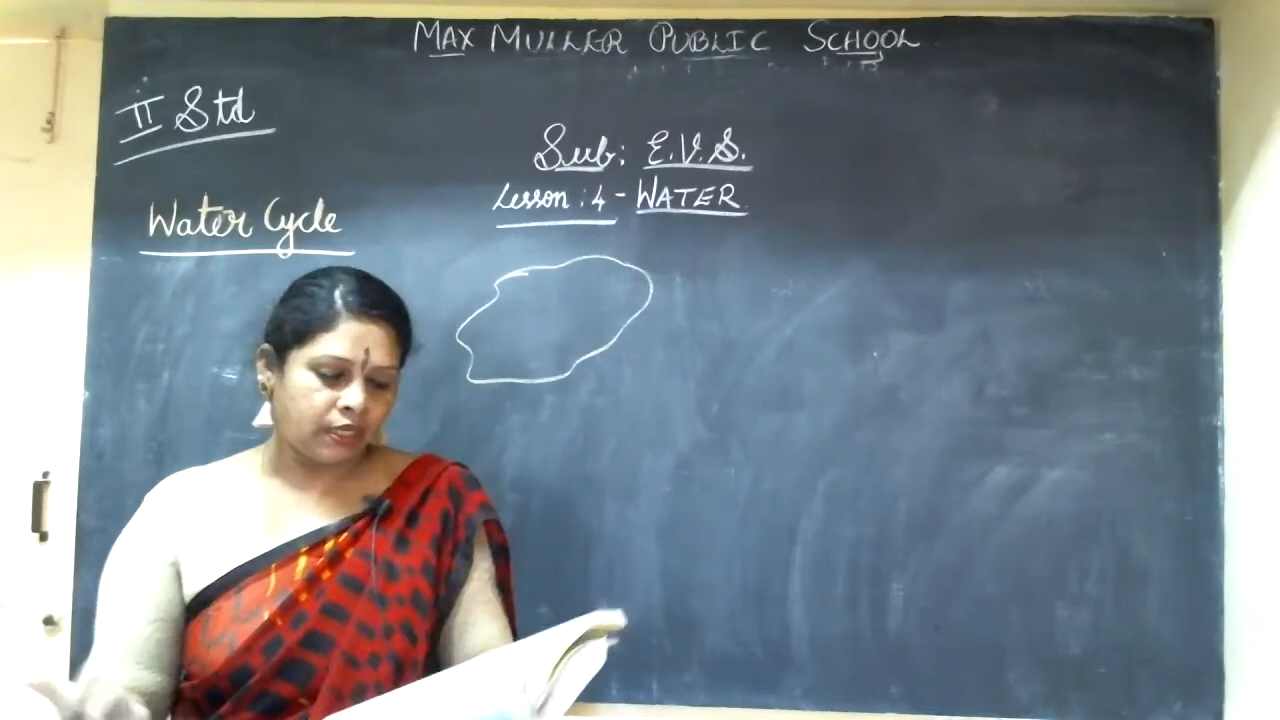 MAX MULLER PUBLIC SCHOOL
II Std
Sub: E.V.S.
Lesson: 4 - WATER
Water Cycle